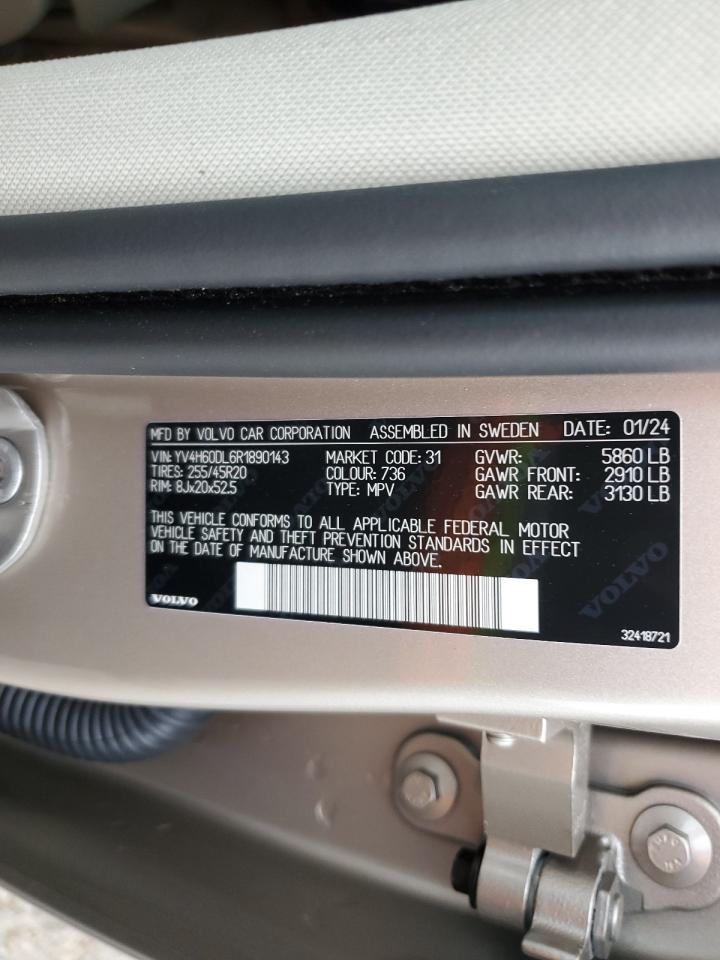 MFD BY VOLVO CAR CORPORATION ASSEMBLED IN SWEDEN DATE: 01/24
VIN: YV4H60DL6R1890143 MARKET CODE: 31 GVWR: 5860 LB
TIRES: 255/45R20 COLOUR: 736 GAWR FRONT: 2910 LB
RIM: 8Jx20x52.5 TYPE: MPV GAWR REAR: 3130 LB
THIS VEHICLE CONFORMS TO ALL APPLICABLE FEDERAL MOTOR
VEHICLE SAFETY AND THEFT PREVENTION STANDARDS IN EFFECT
ON THE DATE OF MANUFACTURE SHOWN ABOVE.
VOLVO
VOLVO
VOLVO
32418721